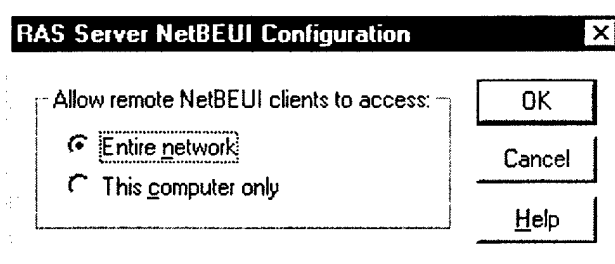 RAS Server NetBEUI Configuration
Allow remote NetBEUI clients to access:
Entire network
This computer only
OK
Cancel
Help